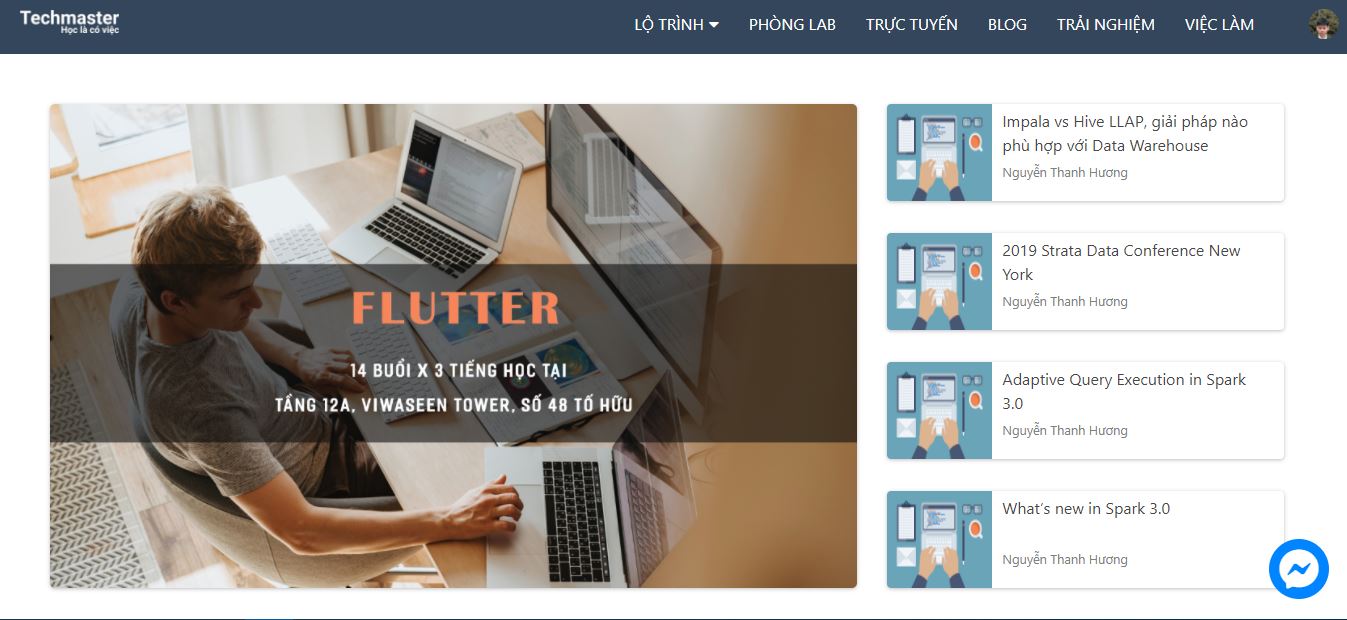 Techmaster
Học là có việc
LỘ TRÌNH
PHÒNG LAB
TRỰC TUYẾN
BLOG
TRẢI NGHIỆM
VIỆC LÀM
FLUTTER
14 BUỔI X 3 TIẾNG HỌC TẠI
TẦNG 12A, VIWASEEN TOWER, SỐ 48 TỐ HỮU
Impala vs Hive LLAP, giải pháp nào
phù hợp với Data Warehouse
Nguyễn Thanh Hương
2019 Strata Data Conference New
York
Nguyễn Thanh Hương
Adaptive Query Execution in Spark
3.0
Nguyễn Thanh Hương
What’s new in Spark 3.0
Nguyễn Thanh Hương